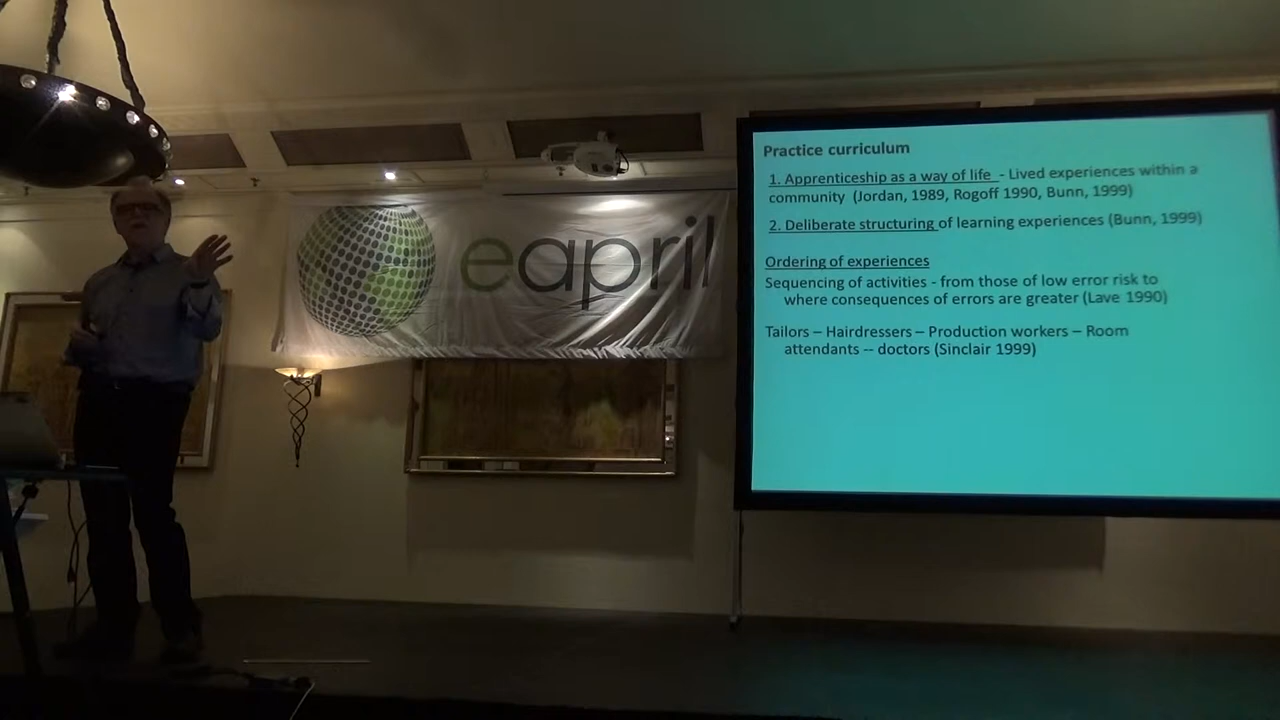 eapril
Practice curriculum
1. Apprenticeship as a way of life - Lived experiences within a
community (Jordan, 1989, Rogoff 1990, Bunn, 1999)
2. Deliberate structuring of learning experiences (Bunn, 1999)
Ordering of experiences
Sequencing of activities - from those of low error risk to
where consequences of errors are greater (Lave 1990)
Tailors – Hairdressers – Production workers – Room
attendants -- doctors (Sinclair 1999)